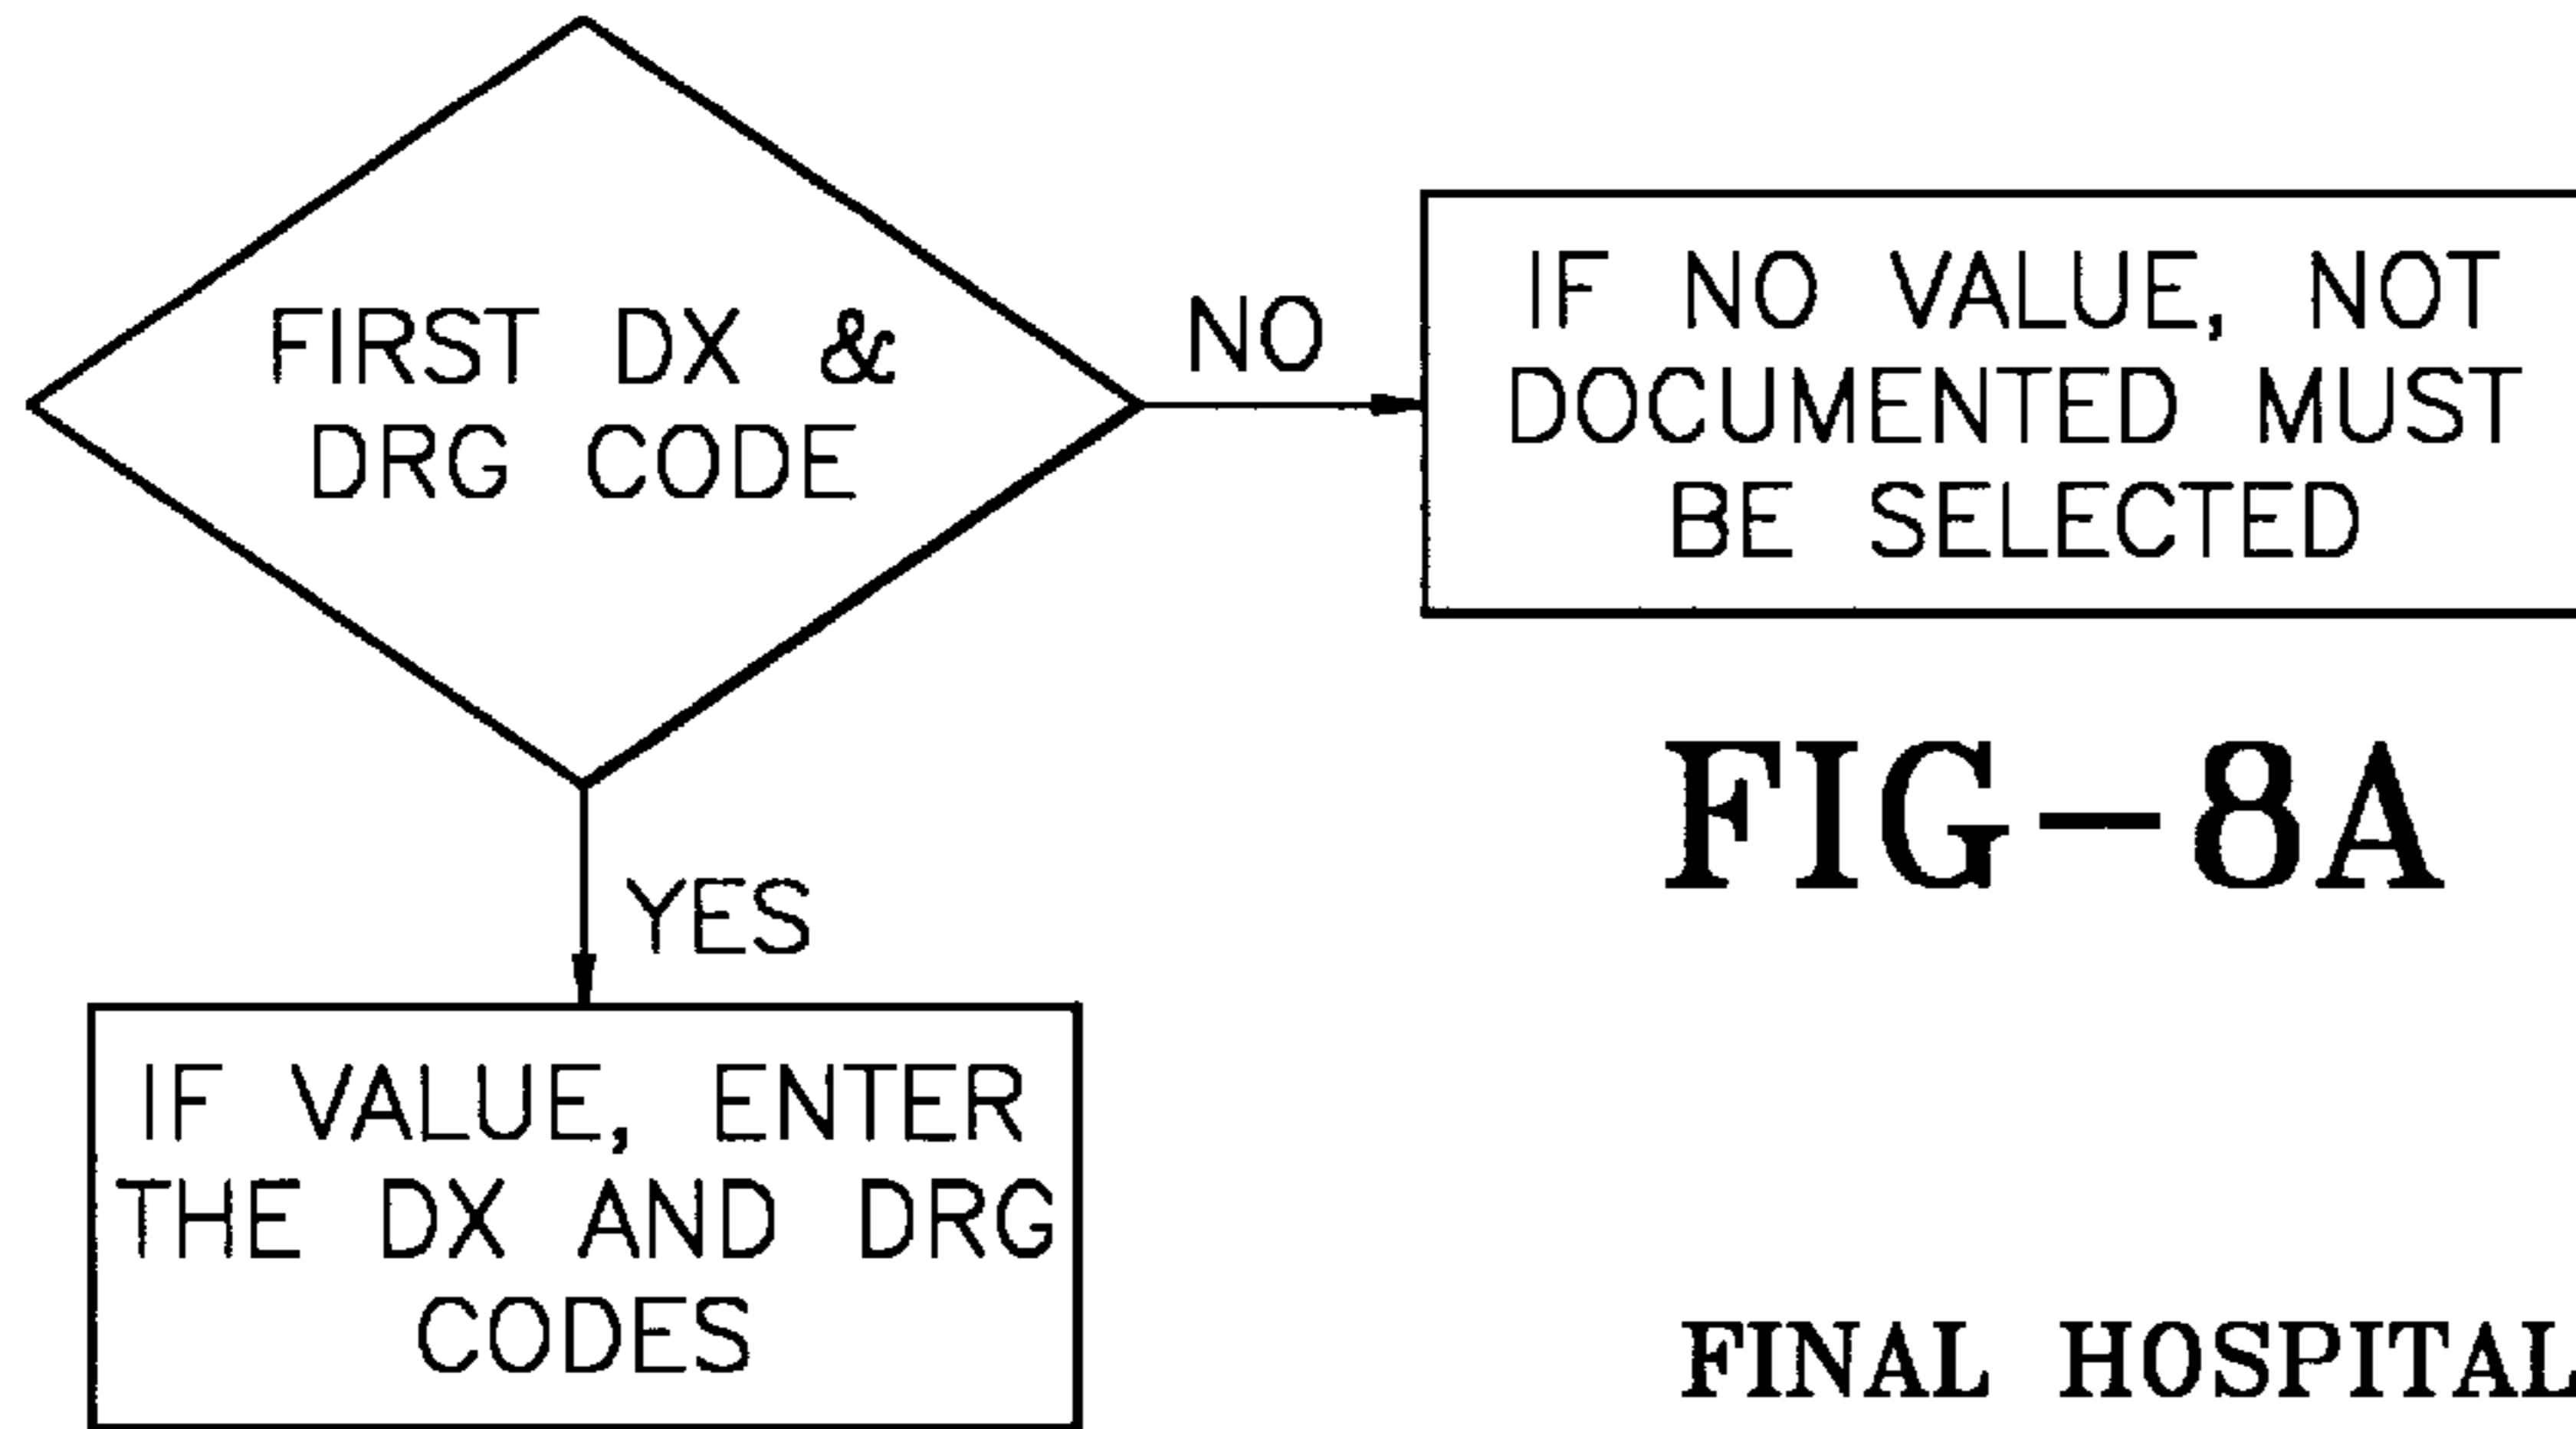 FIRST DX &
DRG CODE
NO
IF NO VALUE, NOT
DOCUMENTED MUST
BE SELECTED
FIG-8A
YES
IF VALUE, ENTER
THE DX AND DRG
CODES
FINAL HOSPITAL